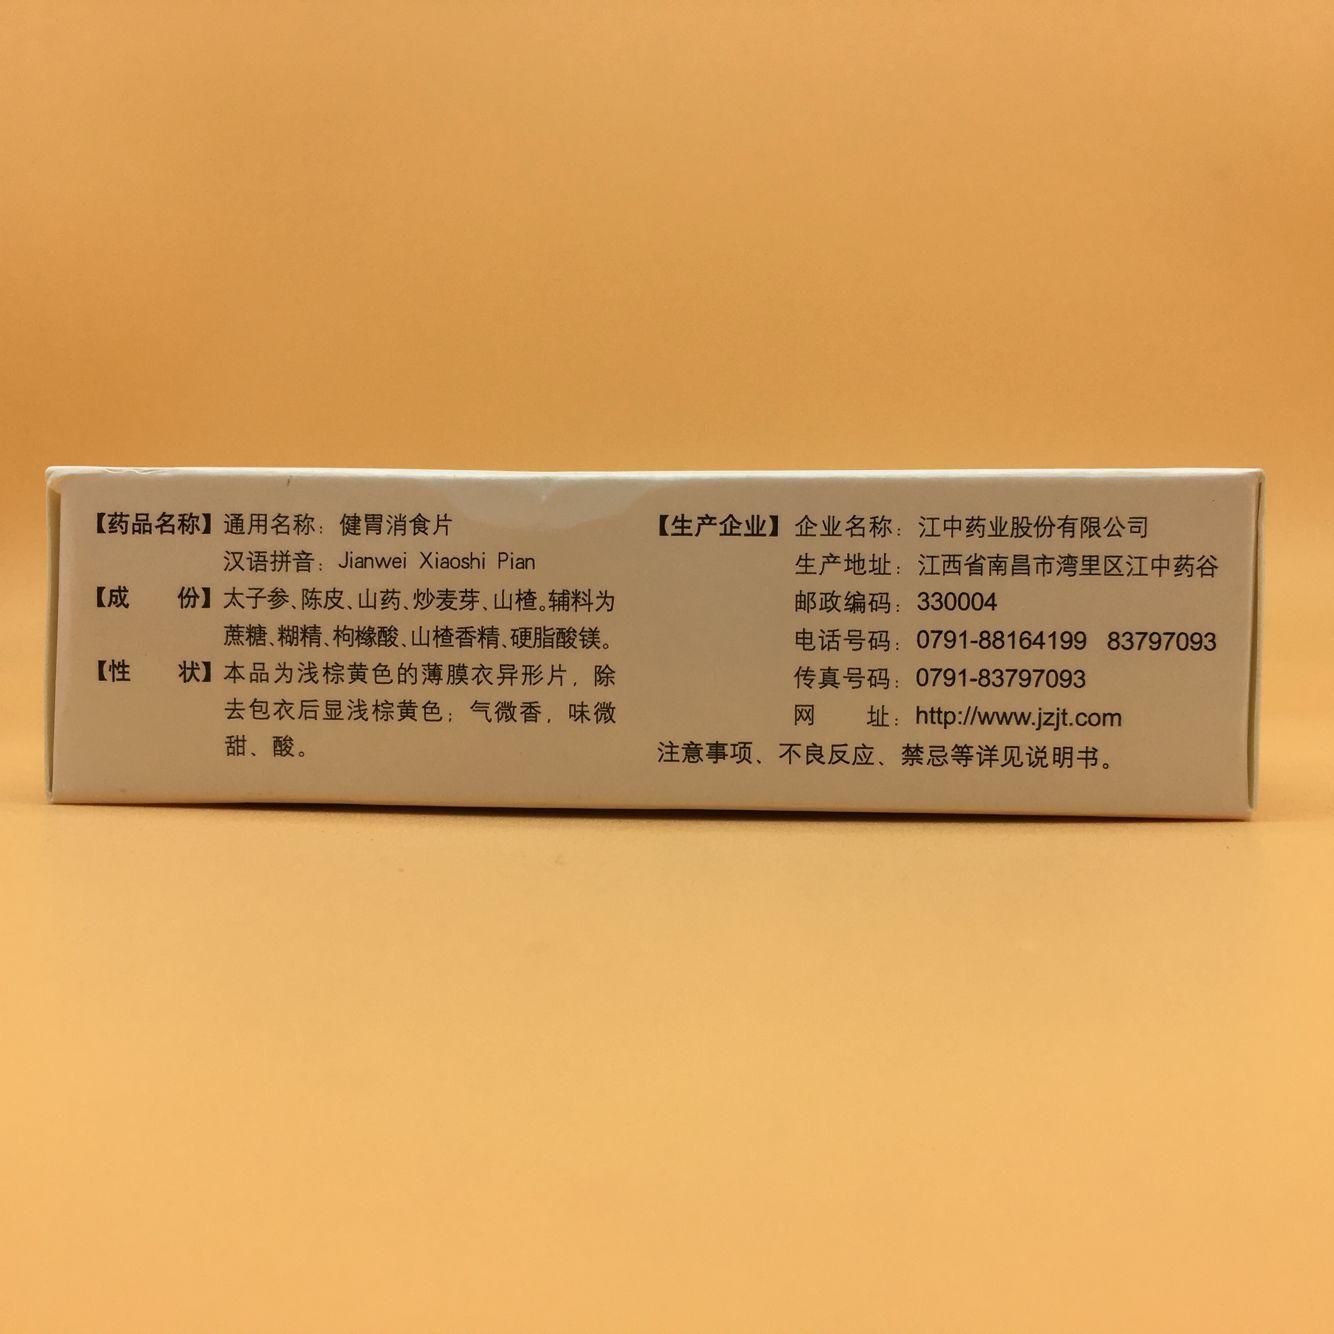 【药品名称】通用名称：健胃消食片
汉语拼音：Jianwei Xiaoshi Pian
【成　　份】太子参、陈皮、山药、炒麦芽、山楂。辅料为
蔗糖、糊精、枸橼酸、山楂香精、硬脂酸镁。
【性　　状】本品为浅棕黄色的薄膜衣异形片，除
去包衣后显浅棕黄色；气微香，味微
甜、酸。
【生产企业】企业名称：江中药业股份有限公司
生产地址：江西省南昌市湾里区江中药谷
邮政编码：330004
电话号码：0791-88164199 83797093
传真号码：0791-83797093
网　　址：http://www.jzjt.com
注意事项、不良反应、禁忌等详见说明书。